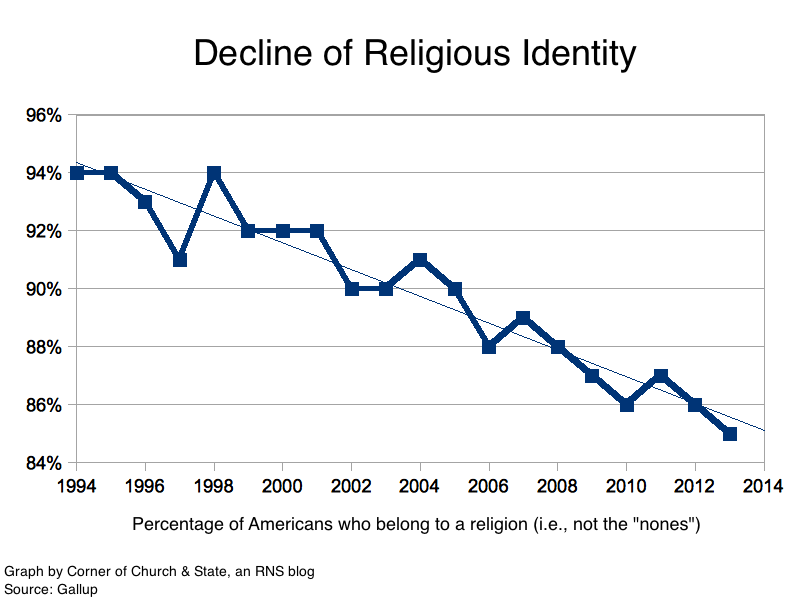 Decline of Religious Identity
96%
94%
92%
90%
88%
86%
84%
1994 1996 1998 2000 2002 2004 2006 2008 2010 2012 2014
Percentage of Americans who belong to a religion (i.e., not the "nones")
Graph by Corner of Church & State, an RNS blog
Source: Gallup